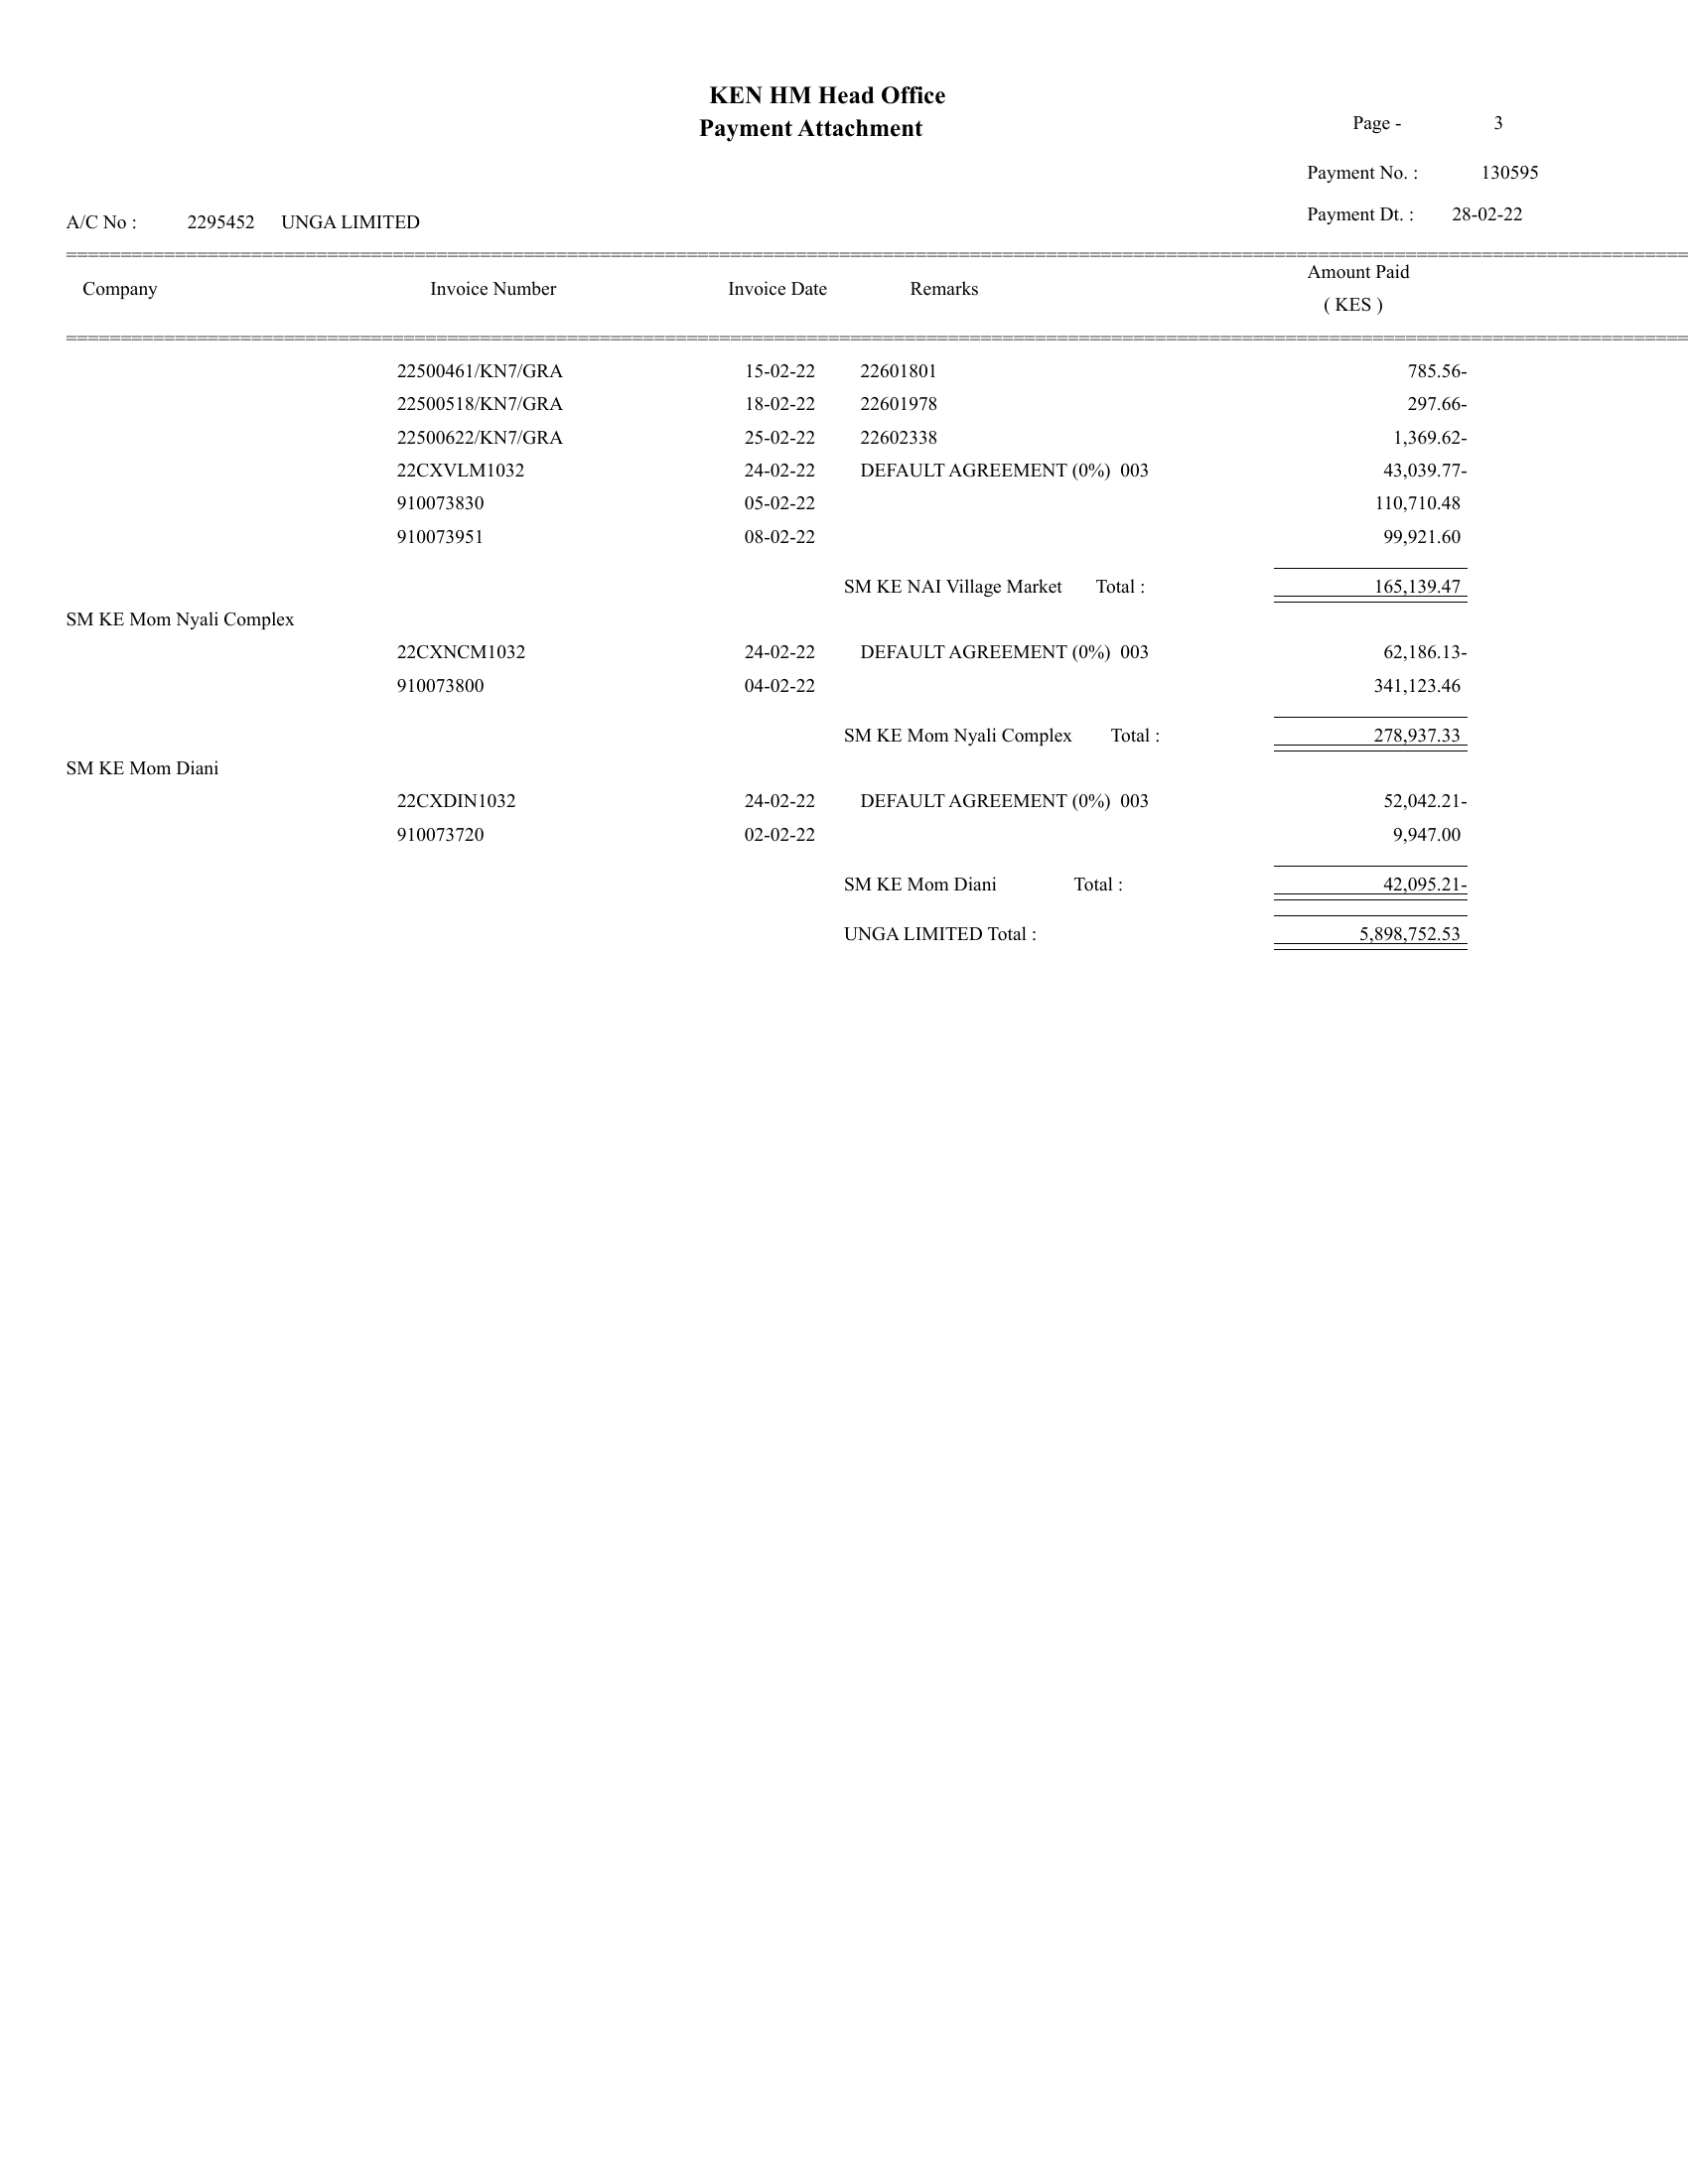 KEN HM Head Office
Payment Attachment
Page - 3
Payment No. : 130595
Payment Dt. : 28-02-22
A/C No : 2295452 UNGA LIMITED
Company Invoice Number Invoice Date Remarks Amount Paid
( KES )
22500461/KN7/GRA 15-02-22 22601801 785.56-
22500518/KN7/GRA 18-02-22 22601978 297.66-
22500622/KN7/GRA 25-02-22 22602338 1,369.62-
22CXVLM1032 24-02-22 DEFAULT AGREEMENT (0%) 003 43,039.77-
910073830 05-02-22 110,710.48
910073951 08-02-22 99,921.60
SM KE NAI Village Market Total : 165,139.47
SM KE Mom Nyali Complex
22CXNCM1032 24-02-22 DEFAULT AGREEMENT (0%) 003 62,186.13-
910073800 04-02-22 341,123.46
SM KE Mom Nyali Complex Total : 278,937.33
SM KE Mom Diani
22CXDIN1032 24-02-22 DEFAULT AGREEMENT (0%) 003 52,042.21-
910073720 02-02-22 9,947.00
SM KE Mom Diani Total : 42,095.21-
UNGA LIMITED Total : 5,898,752.53